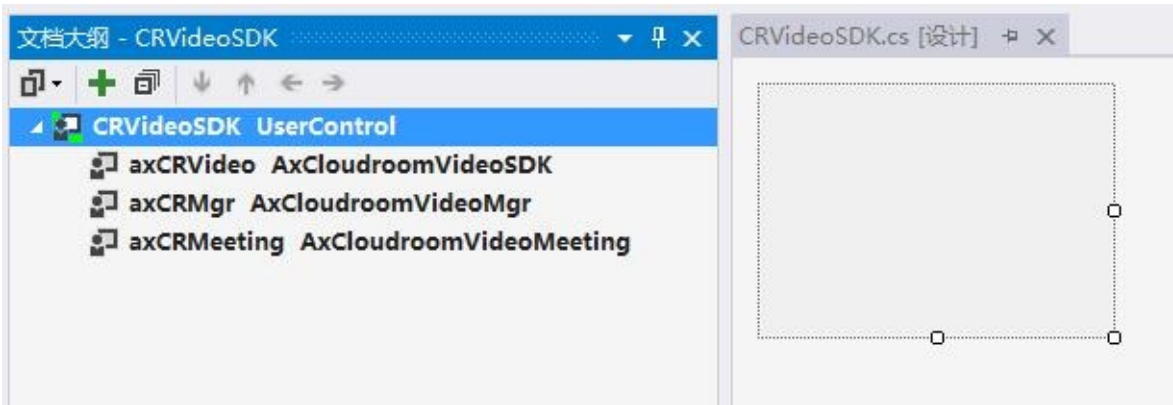 文档大纲 - CRVideoSDK
CRVideoSDK.cs [设计]
CRVideoSDK UserControl
axCRVideo AxCloudroomVideoSDK
axCRMgr AxCloudroomVideoMgr
axCRMeeting AxCloudroomVideoMeeting